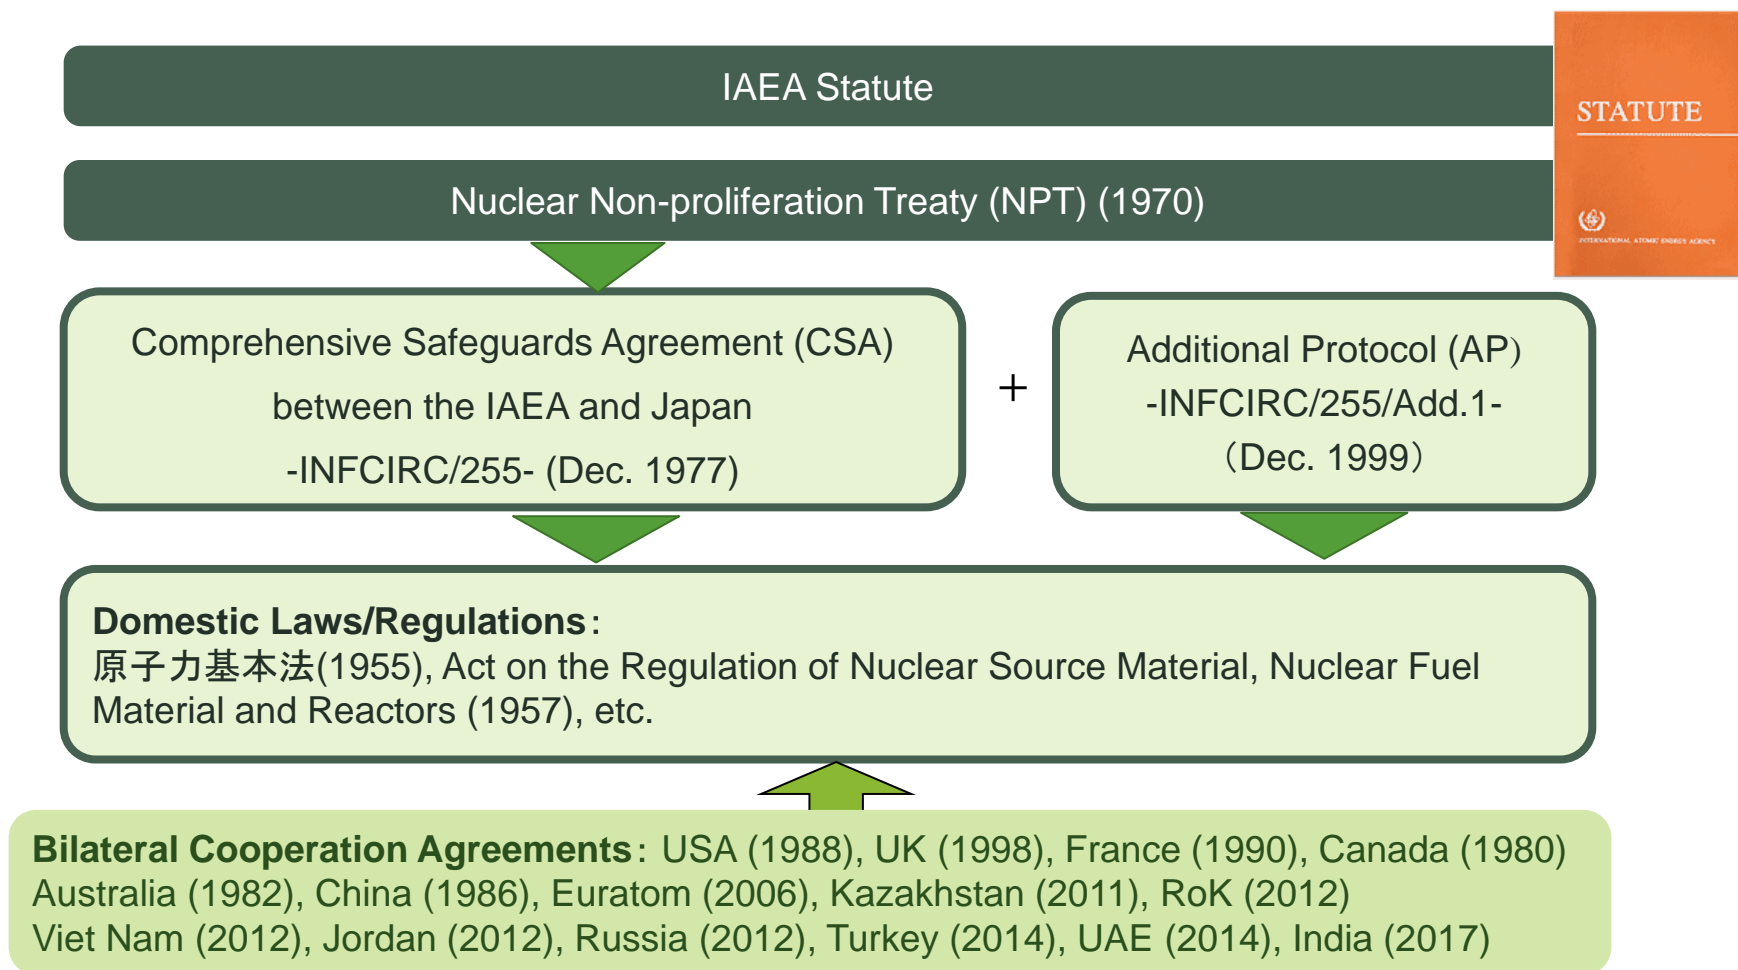 IAEA Statute
STATUTE
INTERNATIONAL ATOMIC ENERGY AGENCY
Nuclear Non-proliferation Treaty (NPT) (1970)
Comprehensive Safeguards Agreement (CSA)
between the IAEA and Japan
-INFCIRC/255- (Dec. 1977)
+
Additional Protocol (AP)
-INFCIRC/255/Add.1-
（Dec. 1999）
Domestic Laws/Regulations：
原子力基本法(1955), Act on the Regulation of Nuclear Source Material, Nuclear Fuel
Material and Reactors (1957), etc.
Bilateral Cooperation Agreements：USA (1988), UK (1998), France (1990), Canada (1980)
Australia (1982), China (1986), Euratom (2006), Kazakhstan (2011), RoK (2012)
Viet Nam (2012), Jordan (2012), Russia (2012), Turkey (2014), UAE (2014), India (2017)